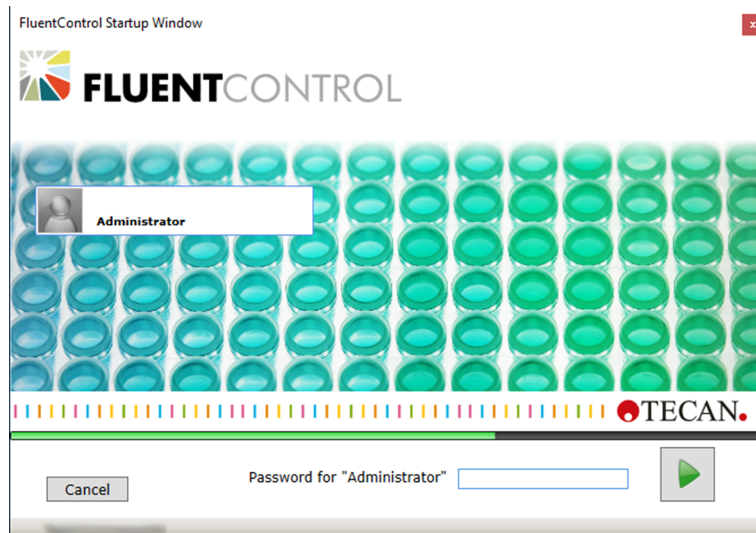 FluentControl Startup Window
x
FLUENTCONTROL
Administrator
TECAN.
Password for "Administrator"
Cancel